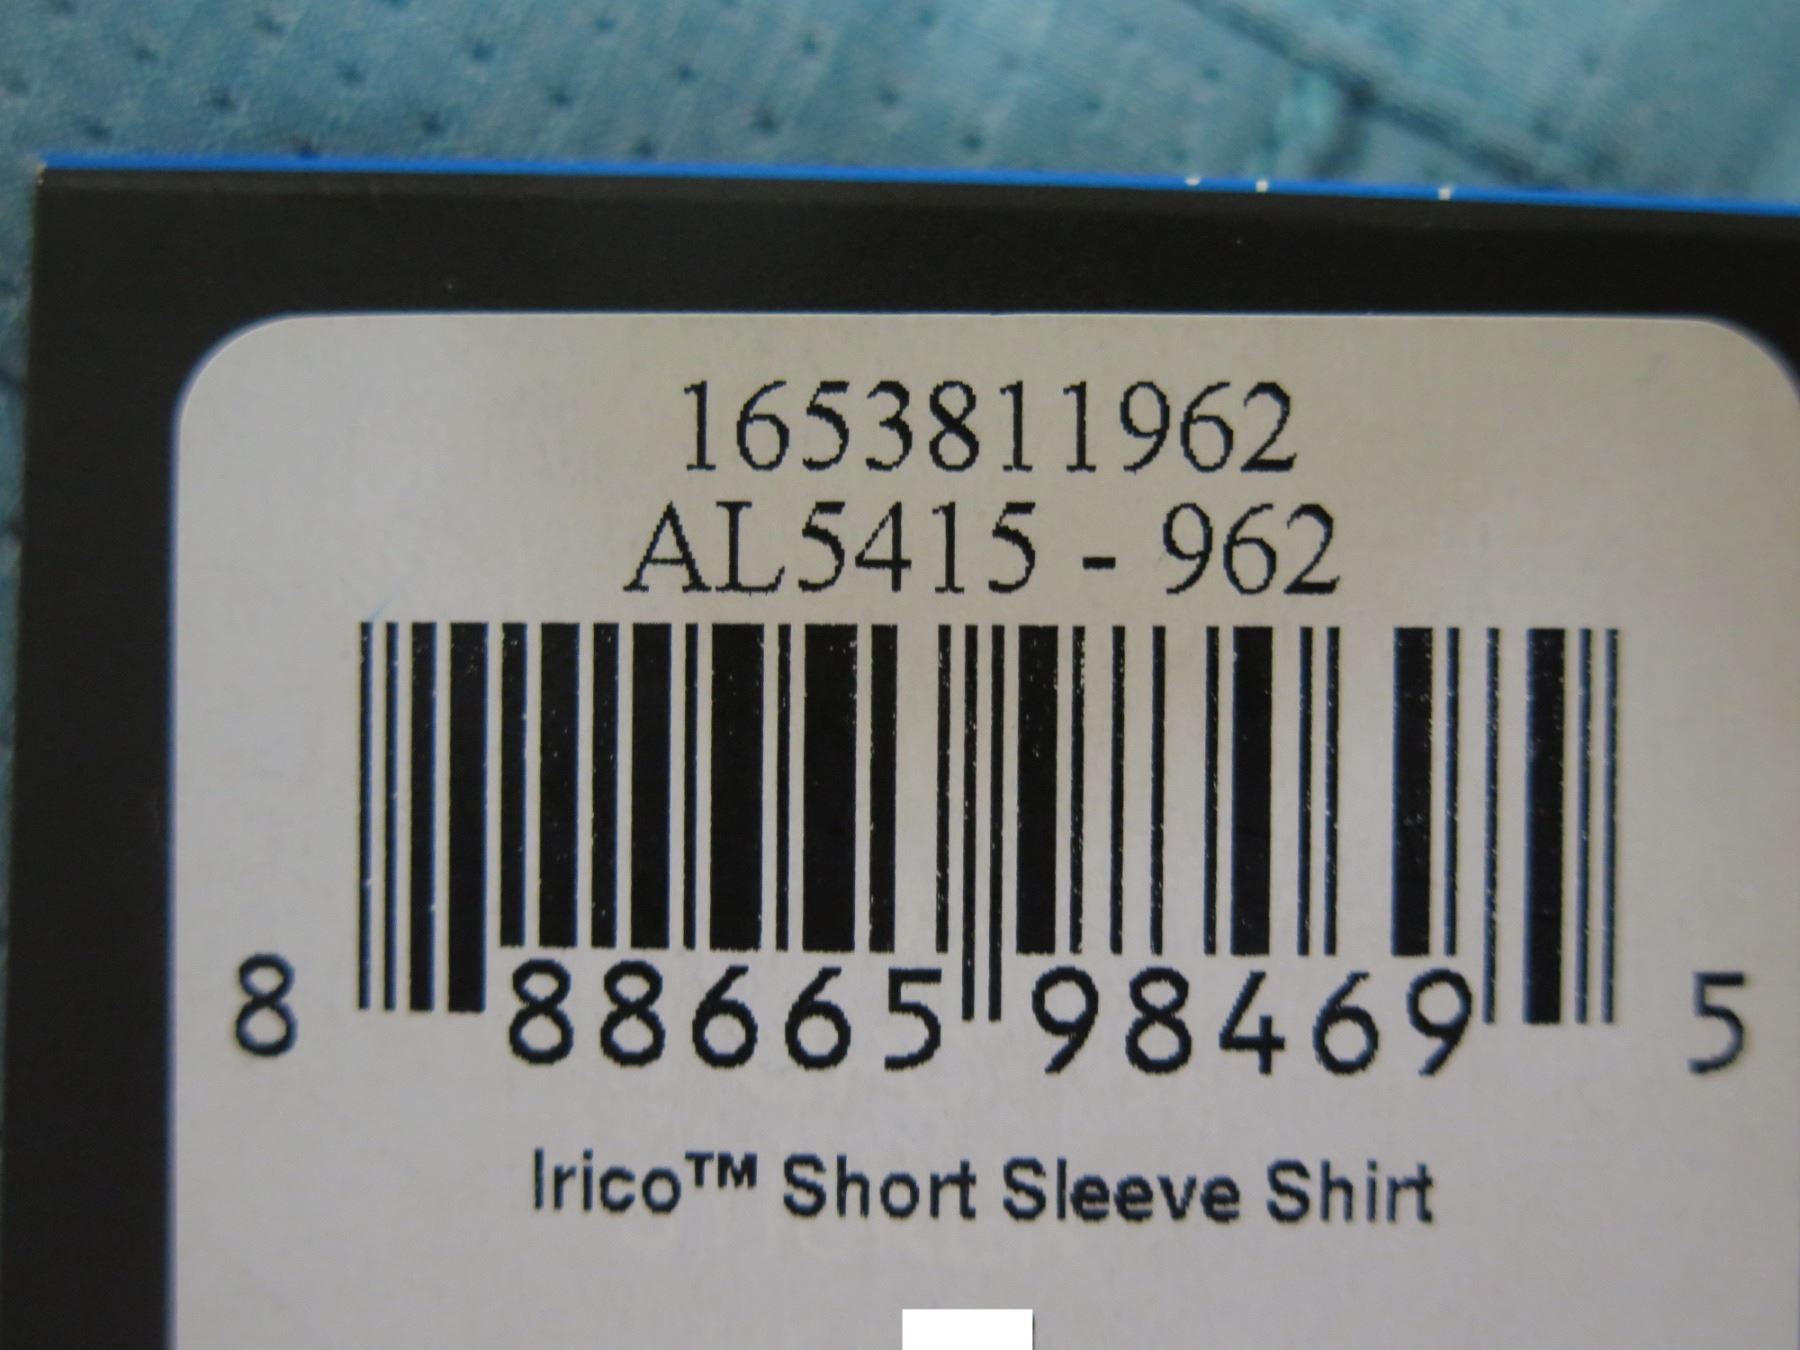 1653811962
AL5415 - 962
8 88665 98469 5
Irico™ Short Sleeve Shirt